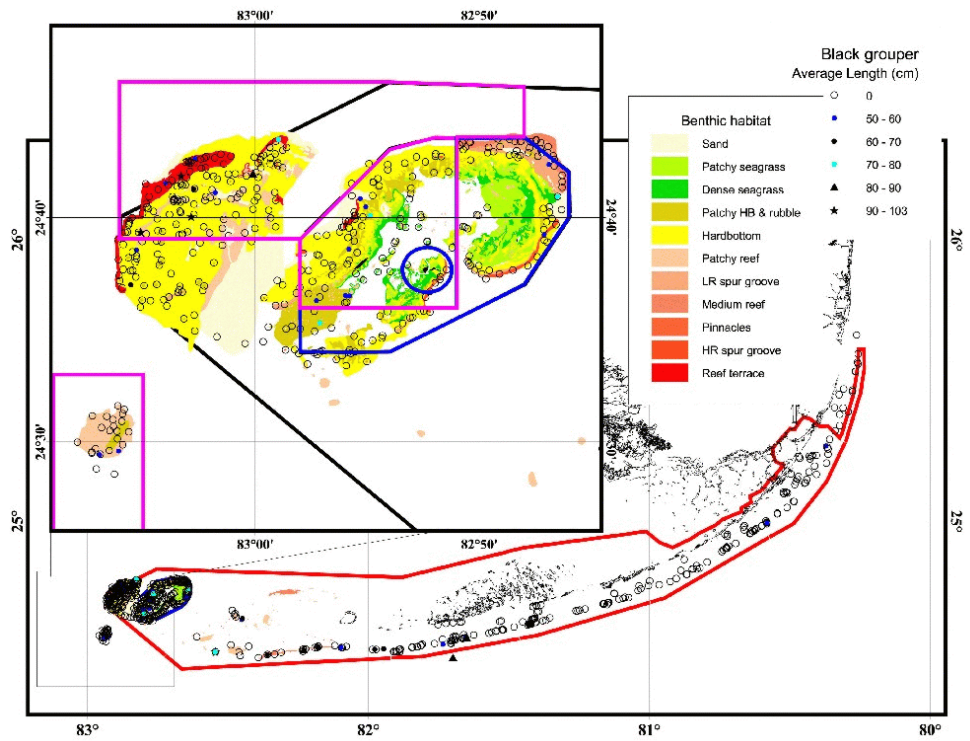 83°00'
82°50'
Black grouper
Average Length (cm)
0
50 - 60
60 - 70
70 - 80
80 - 90
90 - 103
Benthic habitat
Sand
Patchy seagrass
Dense seagrass
Patchy HB & rubble
Hardbottom
Patchy reef
LR spur groove
Medium reef
Pinnacles
HR spur groove
Reef terrace
24°40'
24°40'
26°
26°
24°30'
30'
25°
25°
83°00'
82°50'
83°
82°
81°
80°